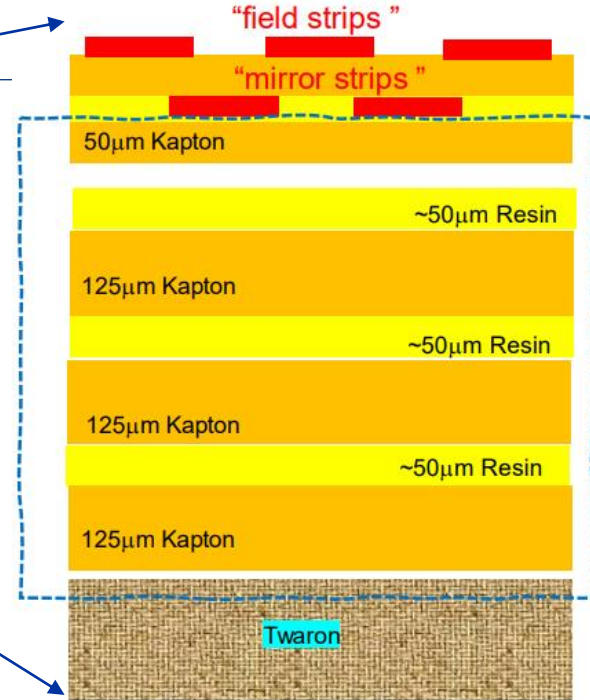 “field strips ”
“mirror strips ”
50μm Kapton
~50μm Resin
125μm Kapton
~50μm Resin
125μm Kapton
~50μm Resin
125μm Kapton
Twaron